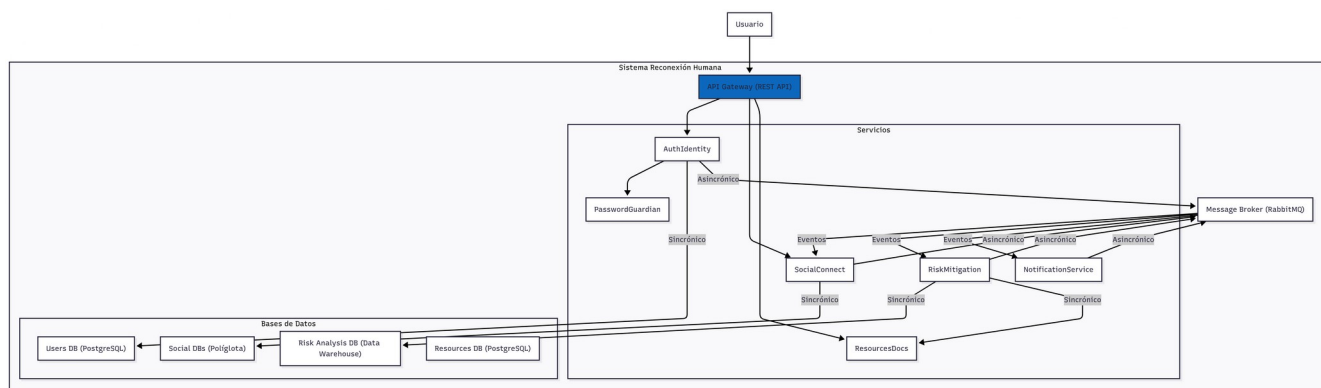 Usuario
Sistema Reconexión Humana
API Gateway (REST API)
Servicios
AuthIdentity
Asincrónico
PasswordGuardian
Message Broker (RabbitMQ)
Sincrónico
Eventos
Eventos
Eventos
Asincrónico
Asincrónico
Asincrónico
SocialConnect
RiskMitigation
NotificationService
Sincrónico
Sincrónico
Sincrónico
Bases de Datos
Users DB (PostgreSQL)
Social DBs (Políglota)
Risk Analysis DB (Data
Warehouse)
Resources DB (PostgreSQL)
ResourcesDocs